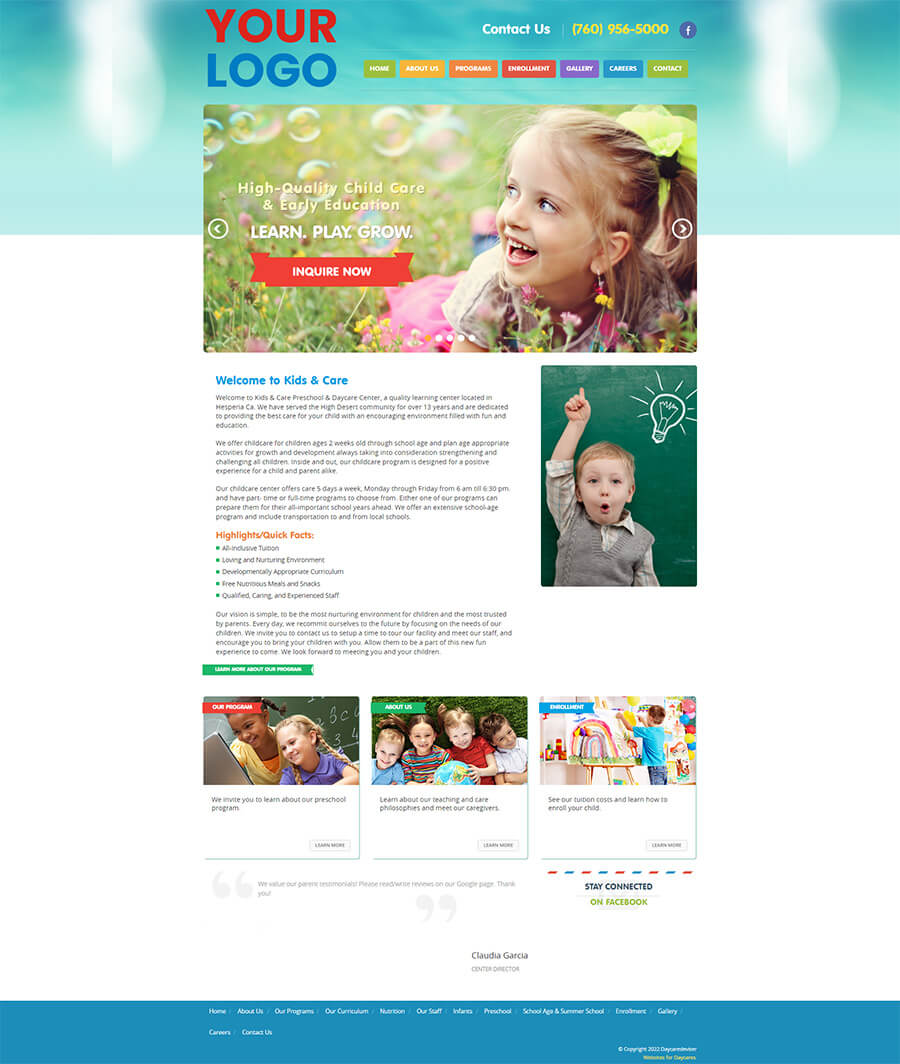 YOUR
LOGO
Contact Us
(760) 956-5000
f
HOME
ABOUT US
PROGRAMS
ENROLLMENT
GALLERY
CAREERS
CONTACT
High-Quality Child Care
& Early Education
LEARN. PLAY. GROW.
INQUIRE NOW
Welcome to Kids & Care
Welcome to Kids & Care Preschool & Daycare Center, a quality learning center located in
Hesperia Ca. We have served the High Desert community for over 13 years and are dedicated
to providing the best care for your child with an encouraging environment filled with fun and
education.
We offer childcare for children ages 2 weeks old through school age and plan age appropriate
activities for growth and development always taking into consideration strengthening and
challenging all children. Inside and out, our childcare program is designed for a positive
experience for a child and parent alike.
Our childcare center offers care 5 days a week, Monday through Friday from 6 am till 6:30 pm.
and have part- time or full-time programs to choose from. Either one of our programs can
prepare them for their all-important school years ahead. We offer an extensive school-age
program and include transportation to and from local schools.
Highlights/Quick Facts:
All-Inclusive Tuition
Loving and Nurturing Environment
Developmentally Appropriate Curriculum
Free Nutritious Meals and Snacks
Qualified, Caring, and Experienced Staff
Our vision is simple, to be the most nurturing environment for children and the most trusted
by parents. Every day, we recommit ourselves to the future by focusing on the needs of our
children. We invite you to contact us to setup a time to tour our facility and meet our staff, and
encourage you to bring your children with you. Allow them to be a part of this new fun
experience to come. We look forward to meeting you and your children.
LEARN MORE ABOUT OUR PROGRAM
OUR PROGRAM
We invite you to learn about our preschool
program.
LEARN MORE
ABOUT US
Learn about our teaching and care
philosophies and meet our caregivers.
LEARN MORE
ENROLLMENT
See our tuition costs and learn how to
enroll your child.
LEARN MORE
We value our parent testimonials! Please read/write reviews on our Google page. Thank
you!
Claudia Garcia
CENTER DIRECTOR
STAY CONNECTED
ON FACEBOOK
Home / About Us / Our Programs / Our Curriculum / Nutrition / Our Staff / Infants / Preschool / School Age & Summer School / Enrollment / Gallery /
Careers / Contact Us
© Copyright 2022 Daycaresdevitser
Websites for Daycares